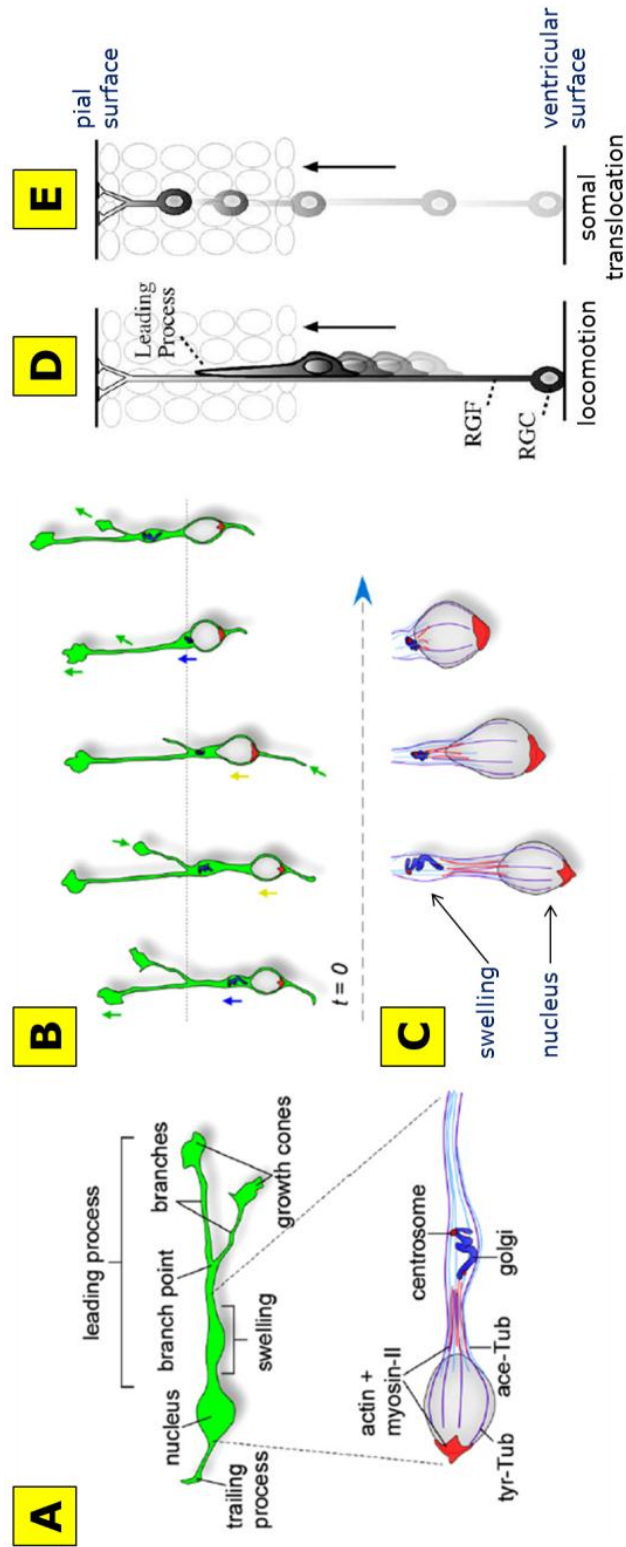 A
leading process
branches
branch point
nucleus
trailing
process
swelling
growth cones
actin +
myosin-II
centrosome
tyr-Tub
ace-Tub
golgi
B
t = 0
C
swelling
nucleus
D
Leading
Process
RGF
RGC
locomotion
E
pial
surface
ventricular
surface
somal
translocation